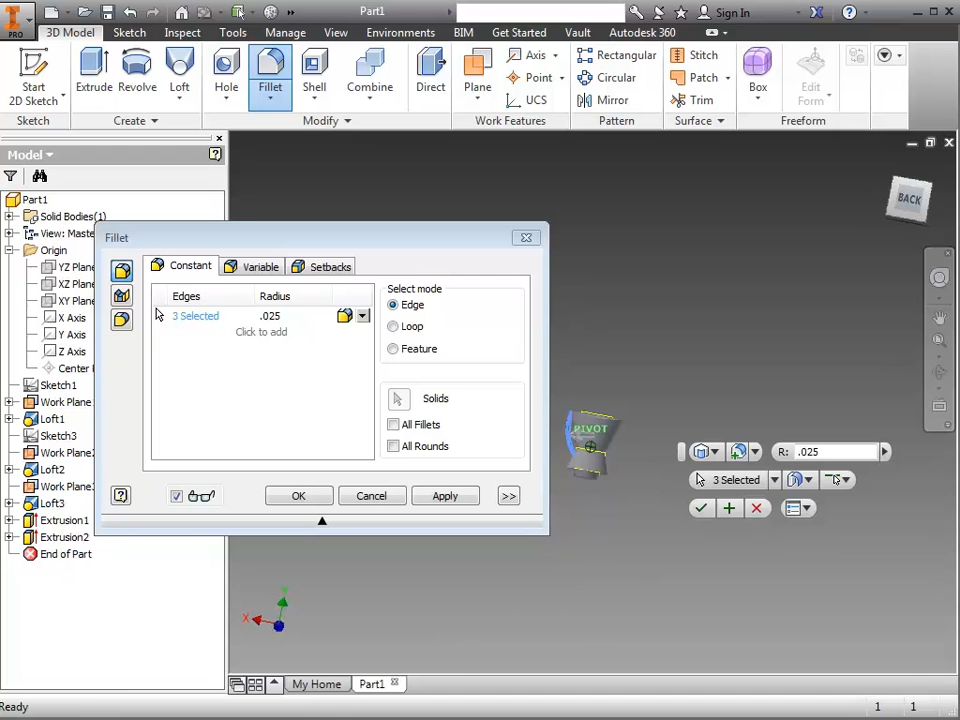 PRO
Part1
Sign In
3D Model Sketch Inspect Tools Manage View Environments BIM Get Started Vault Autodesk 360
Start
2D Sketch
Extrude Revolve Loft
Hole Fillet Shell Combine Direct
Plane Axis
Point
UCS
Rectangular
Circular
Mirror
Stitch
Patch
Trim
Box
Edit
Form
Sketch Create Modify Work Features Pattern Surface Freeform
Model
Part1
Solid Bodies(1)
View: Maste
Origin
YZ Plane
XZ Plane
XY Plane
X Axis
Y Axis
Z Axis
Center
Sketch1
Work Plane
Loft1
Sketch3
Work Plane
Loft2
Work Plane
Loft3
Extrusion1
Extrusion2
End of Part
Fillet
Constant Variable Setbacks
Edges Radius
3 Selected .025
Click to add
Select mode
Edge
Loop
Feature
Solids
All Fillets
All Rounds
OK Cancel Apply >>
BACK
PIVOT
R: .025
3 Selected
X
Y
My Home Part1
Ready 1 1